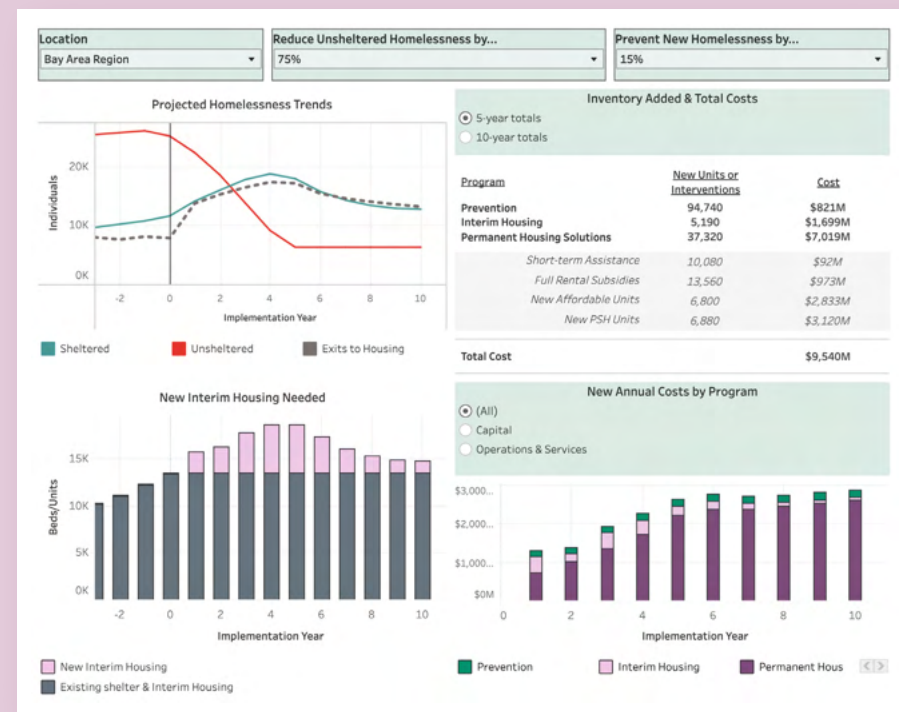 Location
Bay Area Region
Reduce Unsheltered Homelessness by...
75%
Prevent New Homelessness by...
15%
Projected Homelessness Trends
Individuals
20K
10K
0K
-2 0 2 4 6 8 10
Implementation Year
Sheltered Unsheltered Exits to Housing
Inventory Added & Total Costs
5-year totals
10-year totals
Program New Units or Interventions Cost
Prevention 94,740 $821M
Interim Housing 5,190 $1,699M
Permanent Housing Solutions 37,320 $7,019M
Short-term Assistance 10,080 $92M
Full Rental Subsidies 13,560 $973M
New Affordable Units 6,800 $2,833M
New PSH Units 6,880 $3,120M
Total Cost $9,540M
New Interim Housing Needed
Beds/Units
15K
10K
5K
0K
-2 0 2 4 6 8 10
Implementation Year
New Interim Housing
Existing shelter & Interim Housing
New Annual Costs by Program
(All)
Capital
Operations & Services
$3,000...
$2,000...
$1,000...
$0M
0 2 4 6 8 10
Implementation Year
Prevention Interim Housing Permanent Hous